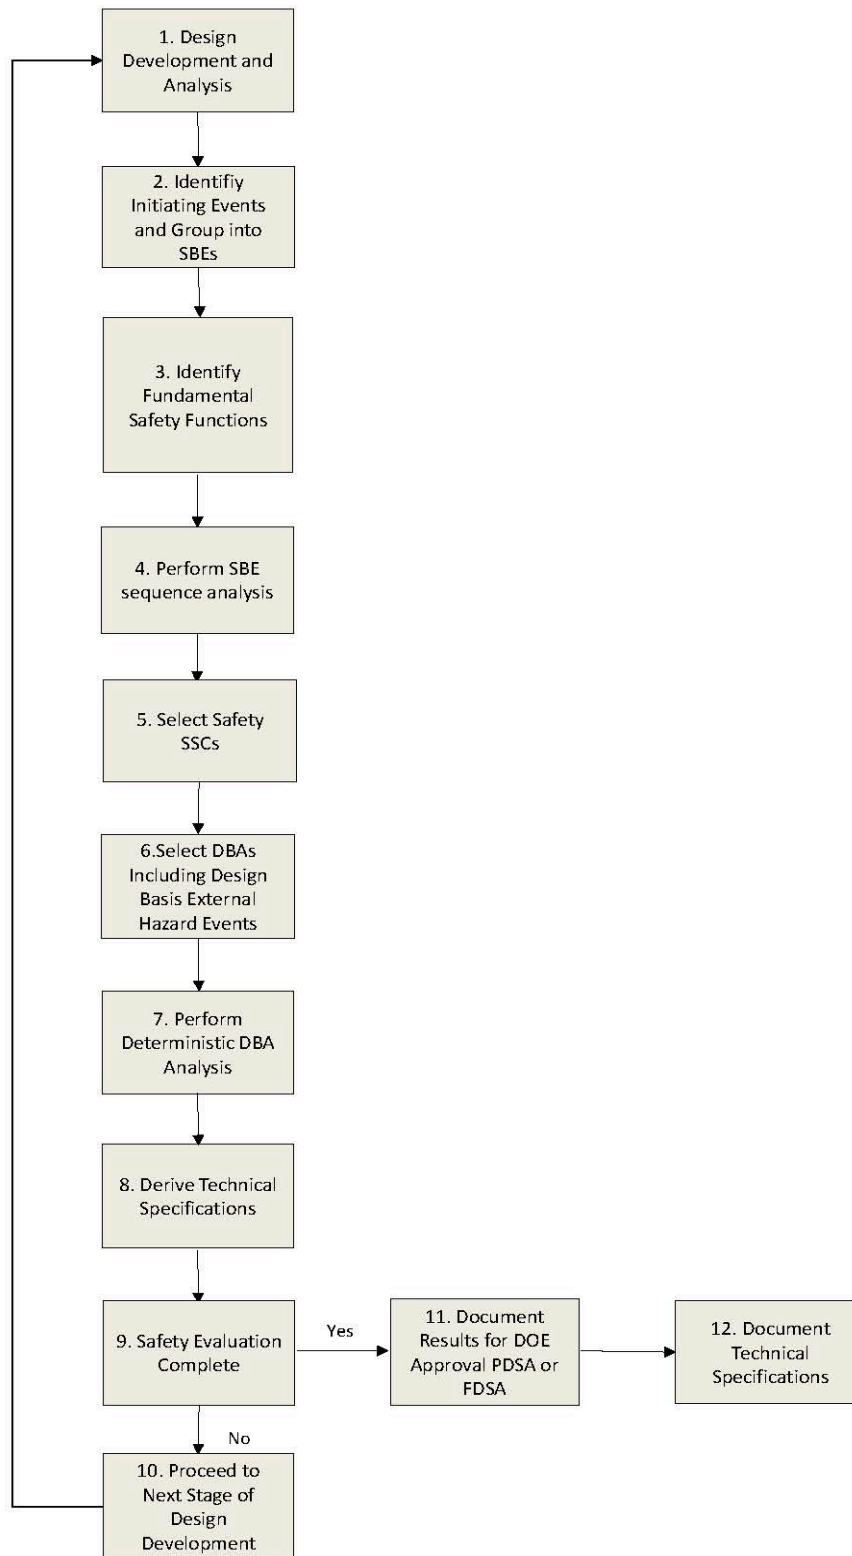 1. Design
Development and
Analysis
2. Identifiy
Initiating Events
and Group into
SBEs
3. Identify
Fundamental
Safety Functions
4. Perform SBE
sequence analysis
5. Select Safety
SSCs
6.Select DBAs
Including Design
Basis External
Hazard Events
7. Perform
Deterministic DBA
Analysis
8. Derive Technical
Specifications
9. Safety Evaluation
Complete
Yes
11. Document
Results for DOE
Approval PDSA or
FDSA
12. Document
Technical
Specifications
No
10. Proceed to
Next Stage of
Design
Development